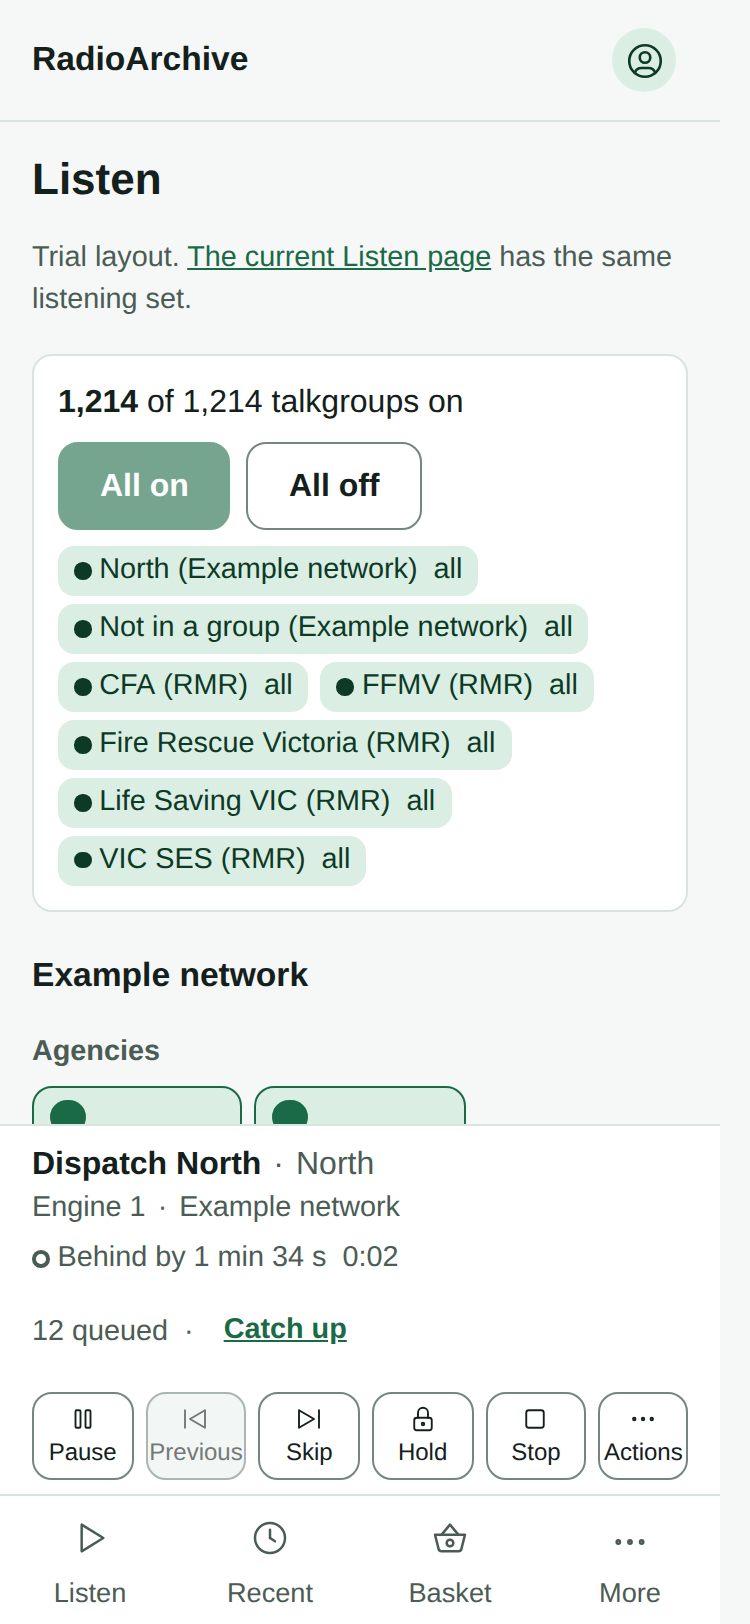 RadioArchive
Listen
Trial layout. The current Listen page has the same
listening set.
1,214 of 1,214 talkgroups on
All on All off
North (Example network) all
Not in a group (Example network) all
CFA (RMR) all FFMV (RMR) all
Fire Rescue Victoria (RMR) all
Life Saving VIC (RMR) all
VIC SES (RMR) all
Example network
Agencies
Dispatch North · North
Engine 1 · Example network
Behind by 1 min 34 s 0:02
12 queued · Catch up
Pause Previous Skip Hold Stop Actions
Listen Recent Basket More